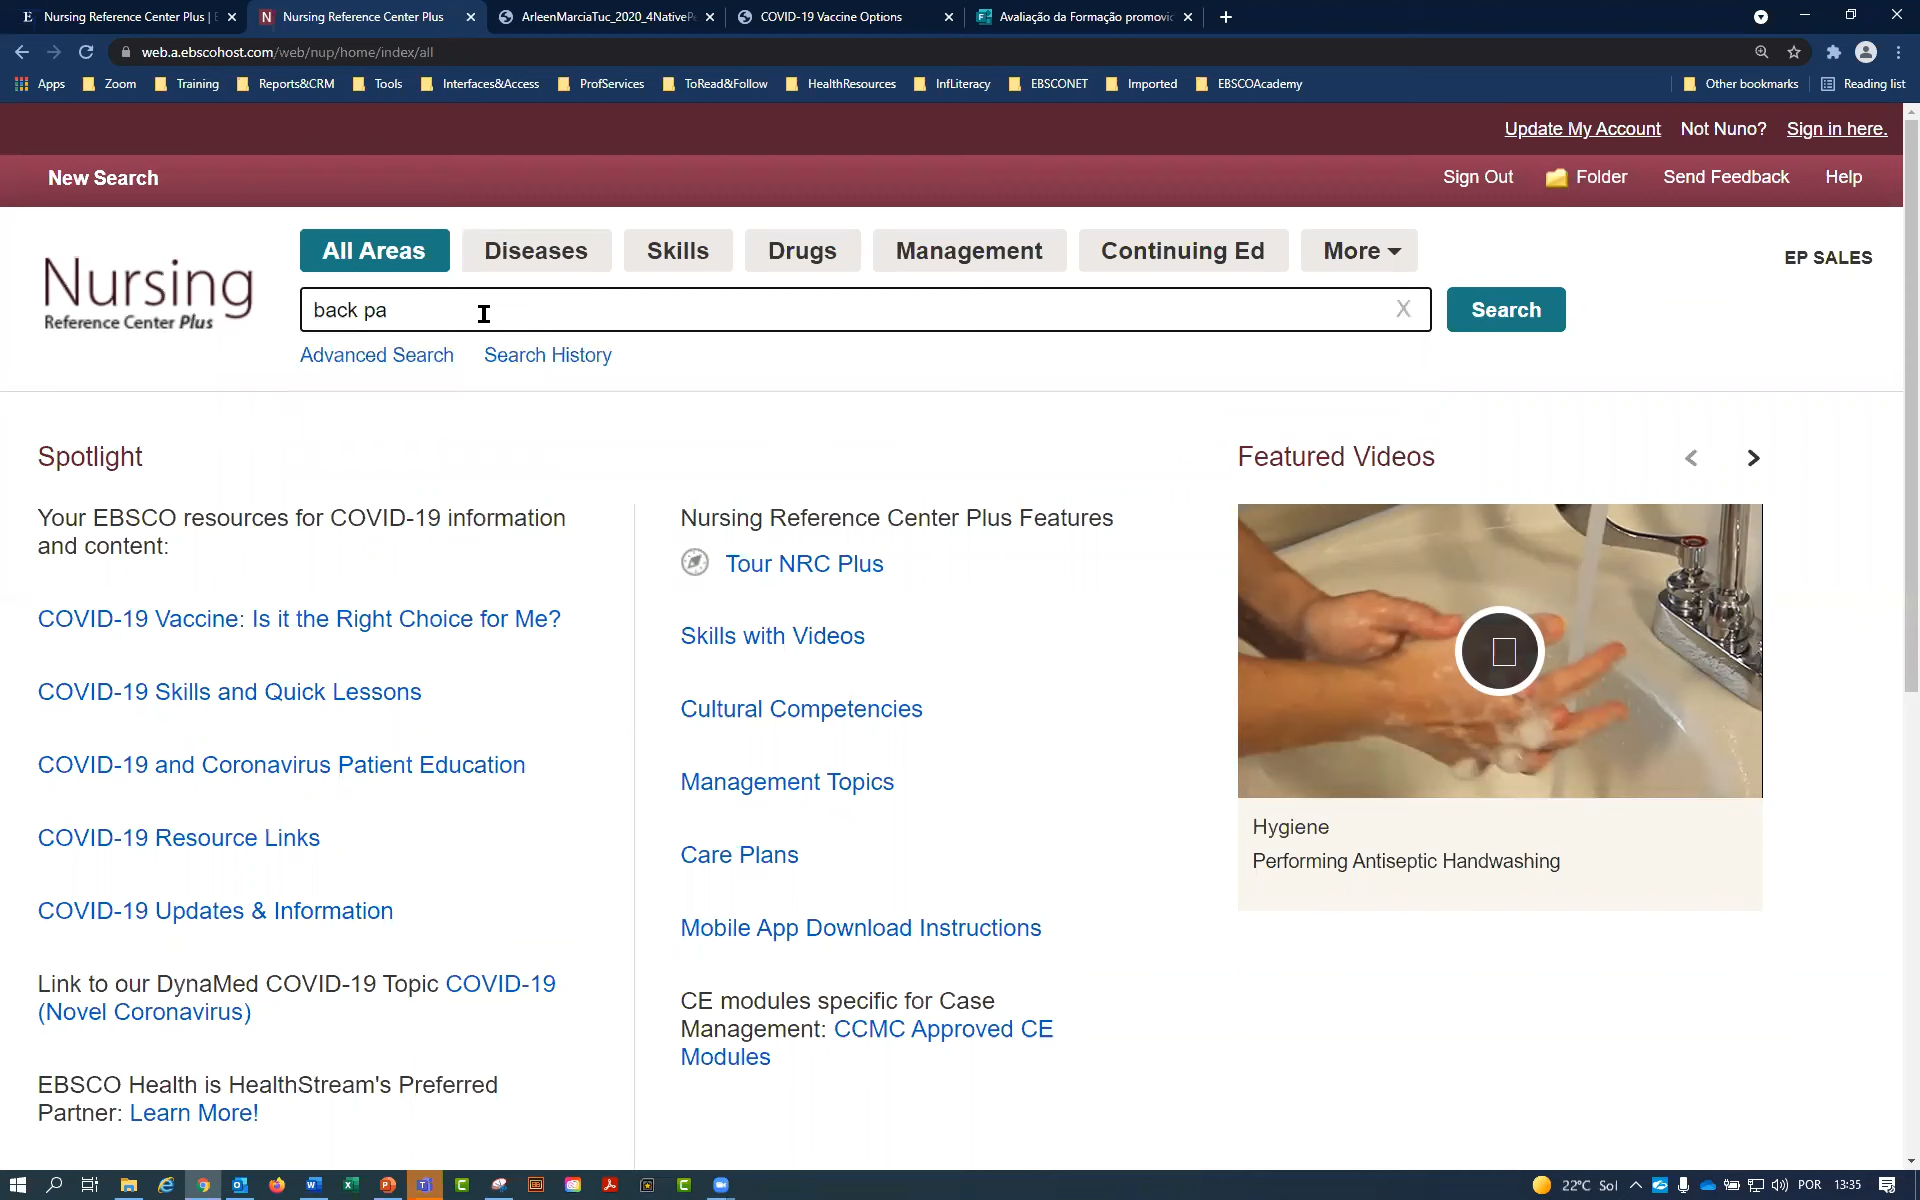 Nursing Reference Center Plus | E
Nursing Reference Center Plus
ArleenMarciaTuc_2020_4NativePe
COVID-19 Vaccine Options
Avaliação da Formação promovid
web.a.ebscohost.com/web/nup/home/index/all
Apps
Zoom
Training
Reports&CRM
Tools
Interfaces&Access
ProfServices
ToRead&Follow
HealthResources
InfLiteracy
EBSCONET
Imported
EBSCOAcademy
Other bookmarks
Reading list
Update My Account Not Nuno? Sign in here.
New Search
Sign Out
Folder
Send Feedback
Help
Nursing
Reference Center Plus
All Areas
Diseases
Skills
Drugs
Management
Continuing Ed
More
EP SALES
back pa
X
Search
Advanced Search
Search History
Spotlight
Your EBSCO resources for COVID-19 information
and content:
COVID-19 Vaccine: Is it the Right Choice for Me?
COVID-19 Skills and Quick Lessons
COVID-19 and Coronavirus Patient Education
COVID-19 Resource Links
COVID-19 Updates & Information
Link to our DynaMed COVID-19 Topic COVID-19
(Novel Coronavirus)
EBSCO Health is HealthStream's Preferred
Partner: Learn More!
Nursing Reference Center Plus Features
Tour NRC Plus
Skills with Videos
Cultural Competencies
Management Topics
Care Plans
Mobile App Download Instructions
CE modules specific for Case
Management: CCMC Approved CE
Modules
Featured Videos
Hygiene
Performing Antiseptic Handwashing
22°C Sol
POR
13:35